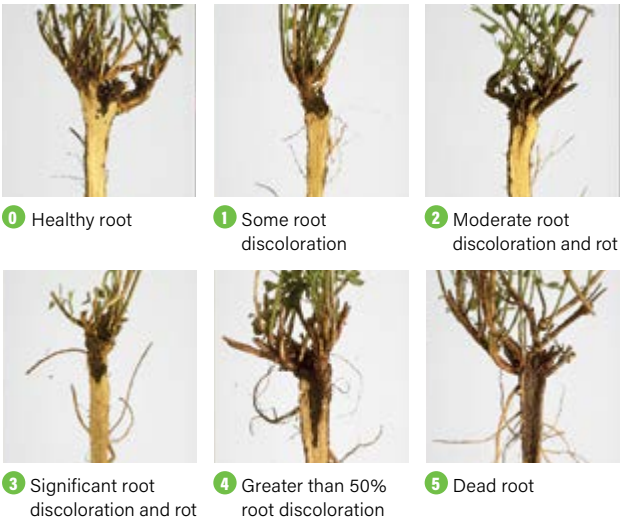 0 Healthy root
1 Some root
discoloration
2 Moderate root
discoloration and rot
3 Significant root
discoloration and rot
4 Greater than 50%
root discoloration
5 Dead root